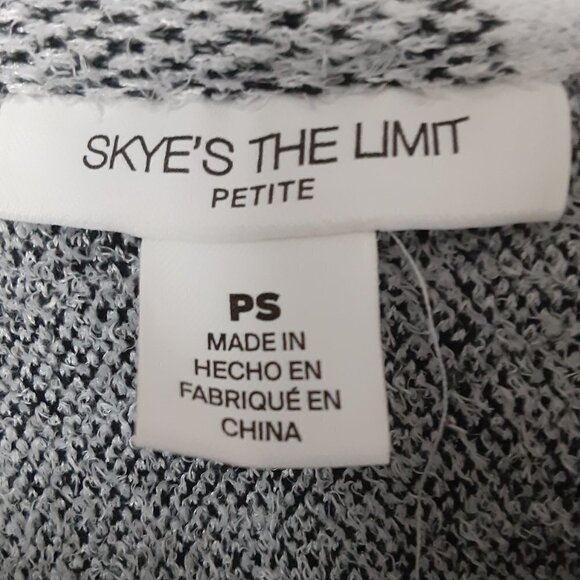 SKYE'S THE LIMIT
PETITE
PS
MADE IN
HECHO EN
FABRIQUÉ EN
CHINA